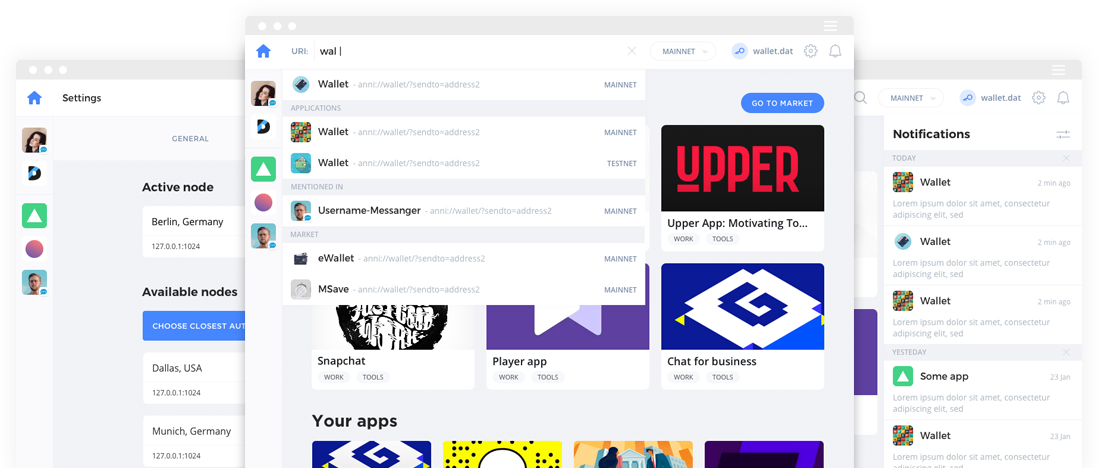 Settings
GENERAL
Active node
Berlin, Germany
127.0.0.1:1024
Available nodes
CHOOSE CLOSEST AUT
Dallas, USA
127.0.0.1:1024
Munich, Germany
127.0.0.1:1024
URI: wal |
MAINNET
wallet.dat
Wallet - anni://wallet/?sendto=address2 MAINNET
APPLICATIONS
Wallet - anni://wallet/?sendto=address2 MAINNET
Wallet - anni://wallet/?sendto=address2 TESTNET
MENTIONED IN
Username-Messanger - anni://wallet/?sendto=address2 MAINNET
MARKET
eWallet - anni://wallet/?sendto=address2 MAINNET
MSave - anni://wallet/?sendto=address2 MAINNET
GO TO MARKET
UPPER
Upper App: Motivating To...
WORK TOOLS
Snapchat
WORK TOOLS
Player app
WORK TOOLS
Chat for business
WORK TOOLS
Your apps
MAINNET
wallet.dat
Notifications
TODAY
Wallet 2 min ago
Lorem ipsum dolor sit amet, consectetur
adipiscing elit, sed
Wallet 2 min ago
Lorem ipsum dolor sit amet, consectetur
adipiscing elit, sed
Wallet 2 min ago
Lorem ipsum dolor sit amet, consectetur
adipiscing elit, sed
YESTEDAY
Some app 23 Jan
Lorem ipsum dolor sit amet, consectetur
adipiscing elit, sed
Wallet 23 Jan
Lorem ipsum dolor sit amet, consectetur